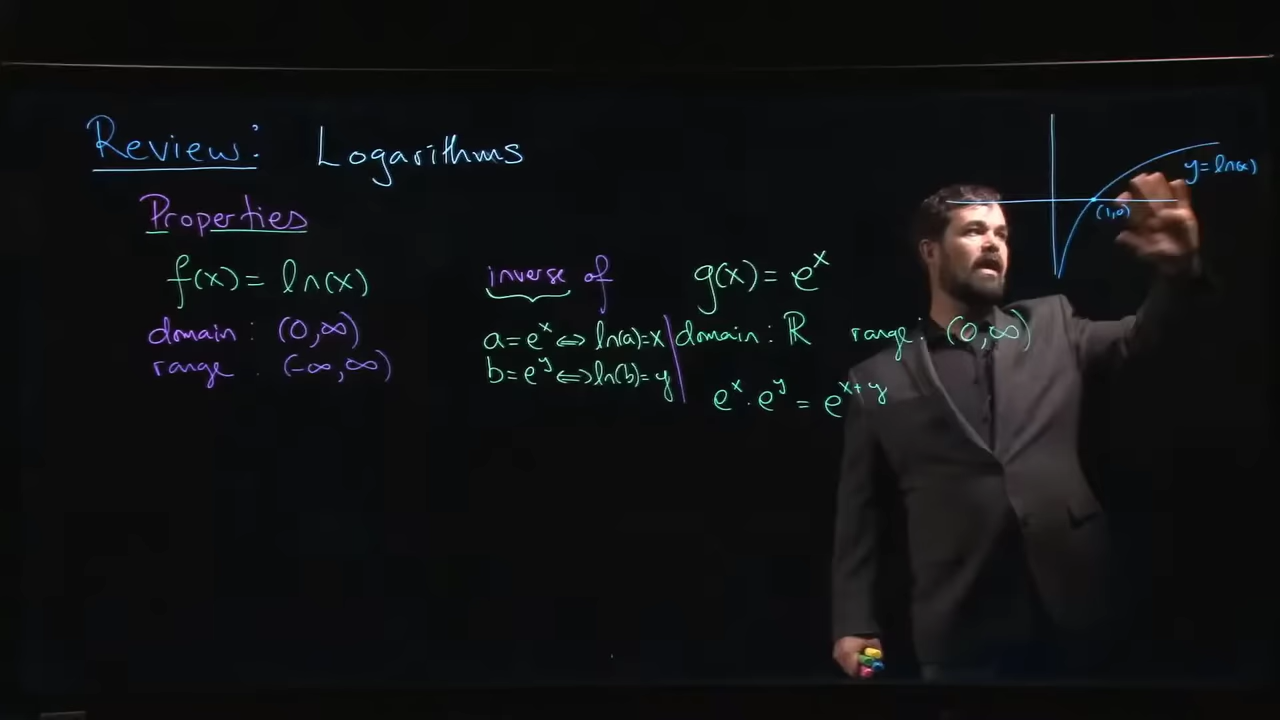 Review: Logarithms
y = ln(x)
(1,0)
Properties
f(x) = ln(x) inverse of g(x) = e^x
domain : (0,∞) a = e^x ⇔ ln(a) = x domain : ℝ range : (0,∞)
range : (-∞,∞) b = e^y ⇔ ln(b) = y
e^x · e^y = e^{x+y}